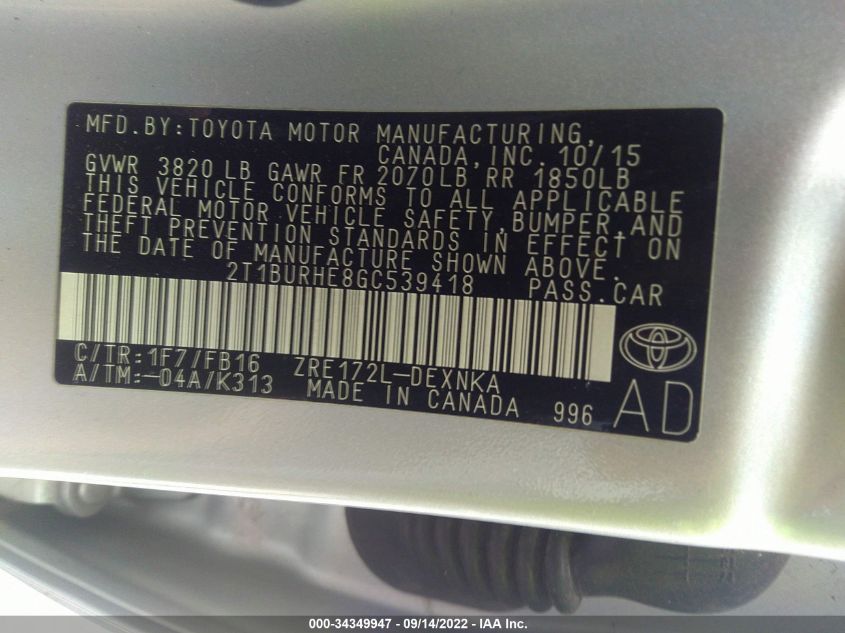 MFD.BY:TOYOTA MOTOR MANUFACTURING,
CANADA,INC. 10/15
GVWR 3820 LB GAWR FR 2070LB RR 1850LB
THIS VEHICLE CONFORMS TO ALL APPLICABLE
FEDERAL MOTOR VEHICLE SAFETY,BUMPER,AND
THEFT PREVENTION STANDARDS IN EFFECT ON
THE DATE OF MANUFACTURE SHOWN ABOVE.
2T1BURHE8GC539418 PASS.CAR
C/TR:1F7/FB16 ZRE172L-DEXNKA
A/TM:-04A/K313 MADE IN CANADA 996 AD
000-34349947 - 09/14/2022 - IAA Inc.